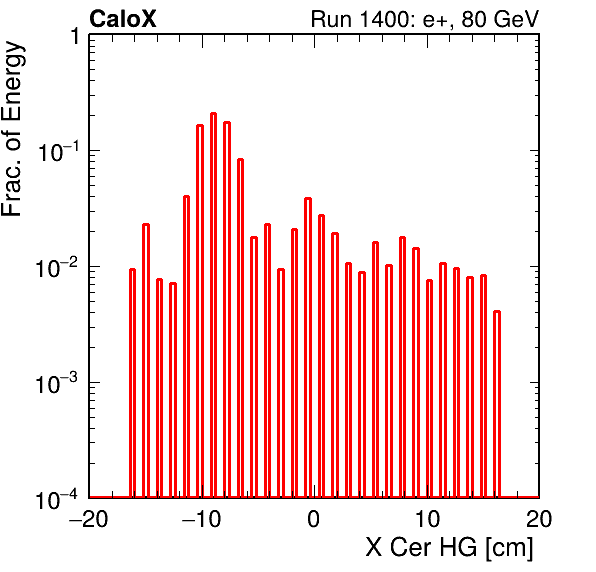 CaloX Run 1400: e+, 80 GeV
Frac. of Energy
1
10⁻¹
10⁻²
10⁻³
10⁻⁴
−20 −10 0 10 20
X Cer HG [cm]